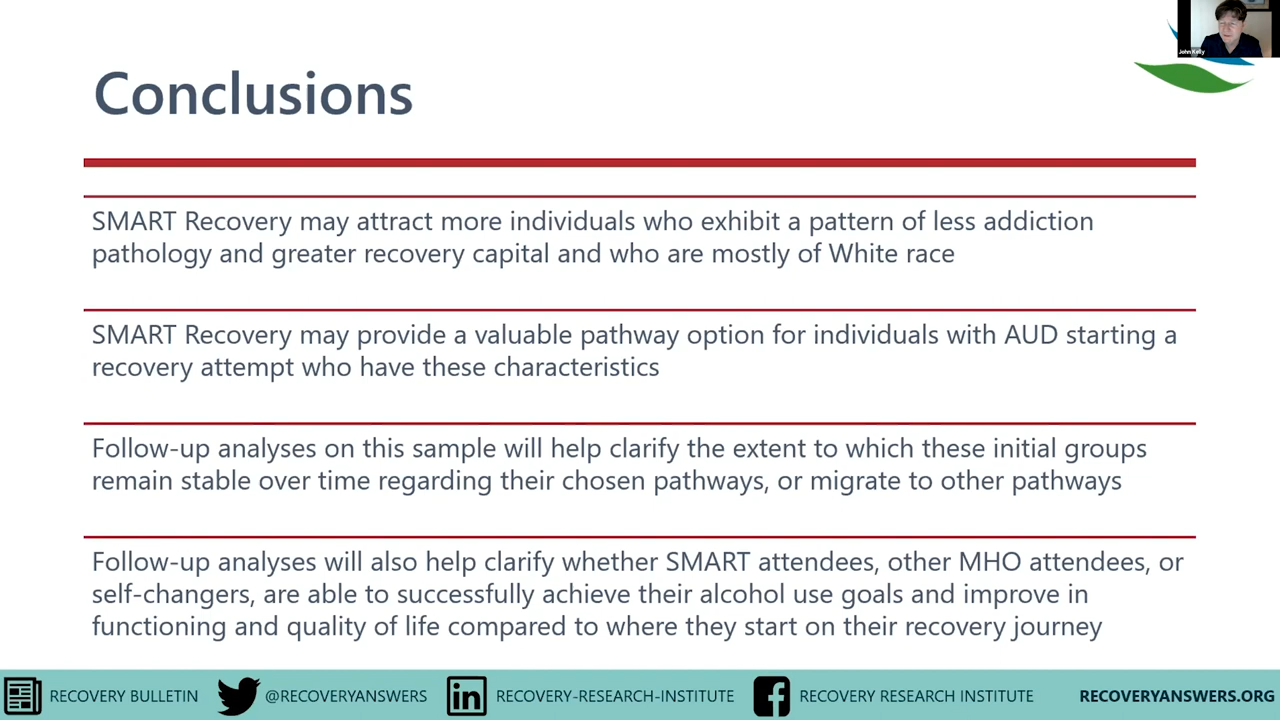 John Kelly
Conclusions
SMART Recovery may attract more individuals who exhibit a pattern of less addiction
pathology and greater recovery capital and who are mostly of White race
SMART Recovery may provide a valuable pathway option for individuals with AUD starting a
recovery attempt who have these characteristics
Follow-up analyses on this sample will help clarify the extent to which these initial groups
remain stable over time regarding their chosen pathways, or migrate to other pathways
Follow-up analyses will also help clarify whether SMART attendees, other MHO attendees, or
self-changers, are able to successfully achieve their alcohol use goals and improve in
functioning and quality of life compared to where they start on their recovery journey
RECOVERY BULLETIN @RECOVERYANSWERS RECOVERY-RESEARCH-INSTITUTE RECOVERY RESEARCH INSTITUTE RECOVERYANSWERS.ORG